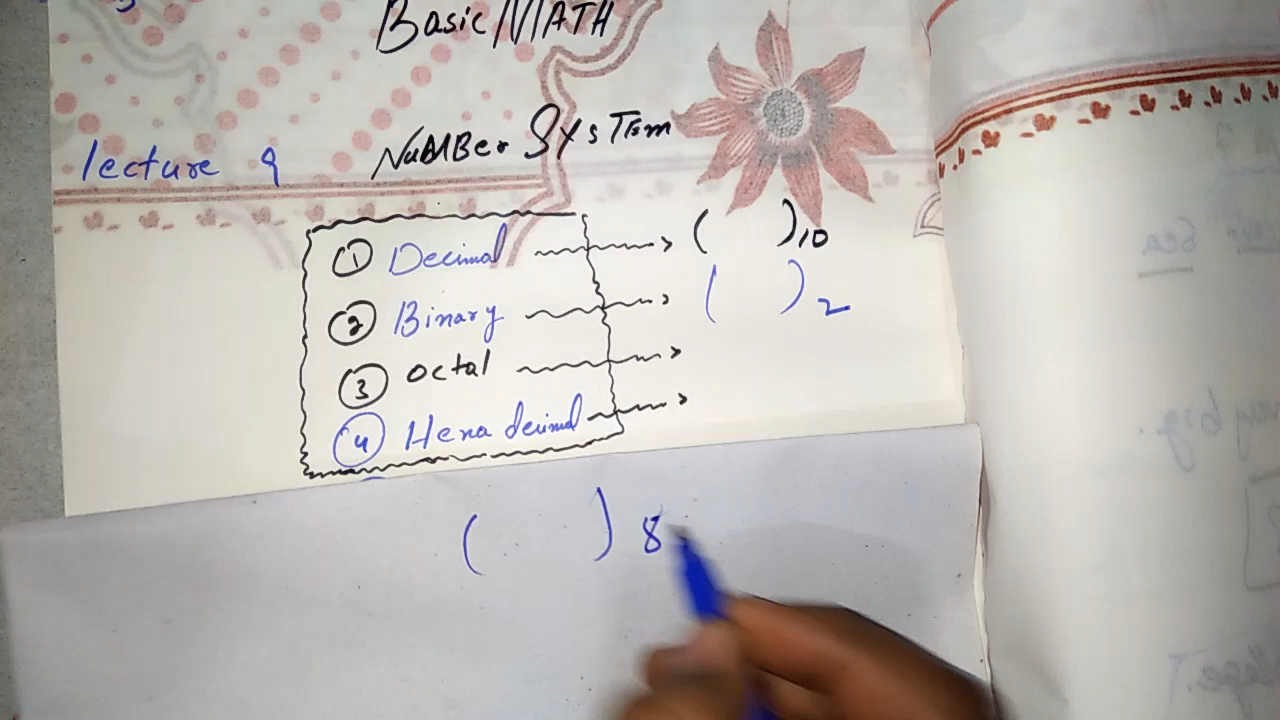 Basic MATH
NuMBer SYsTem
lecture 9
① Decimal → ( )10
② Binary → ( )2
③ octal →
④ Hexa decimal →
( ) 8